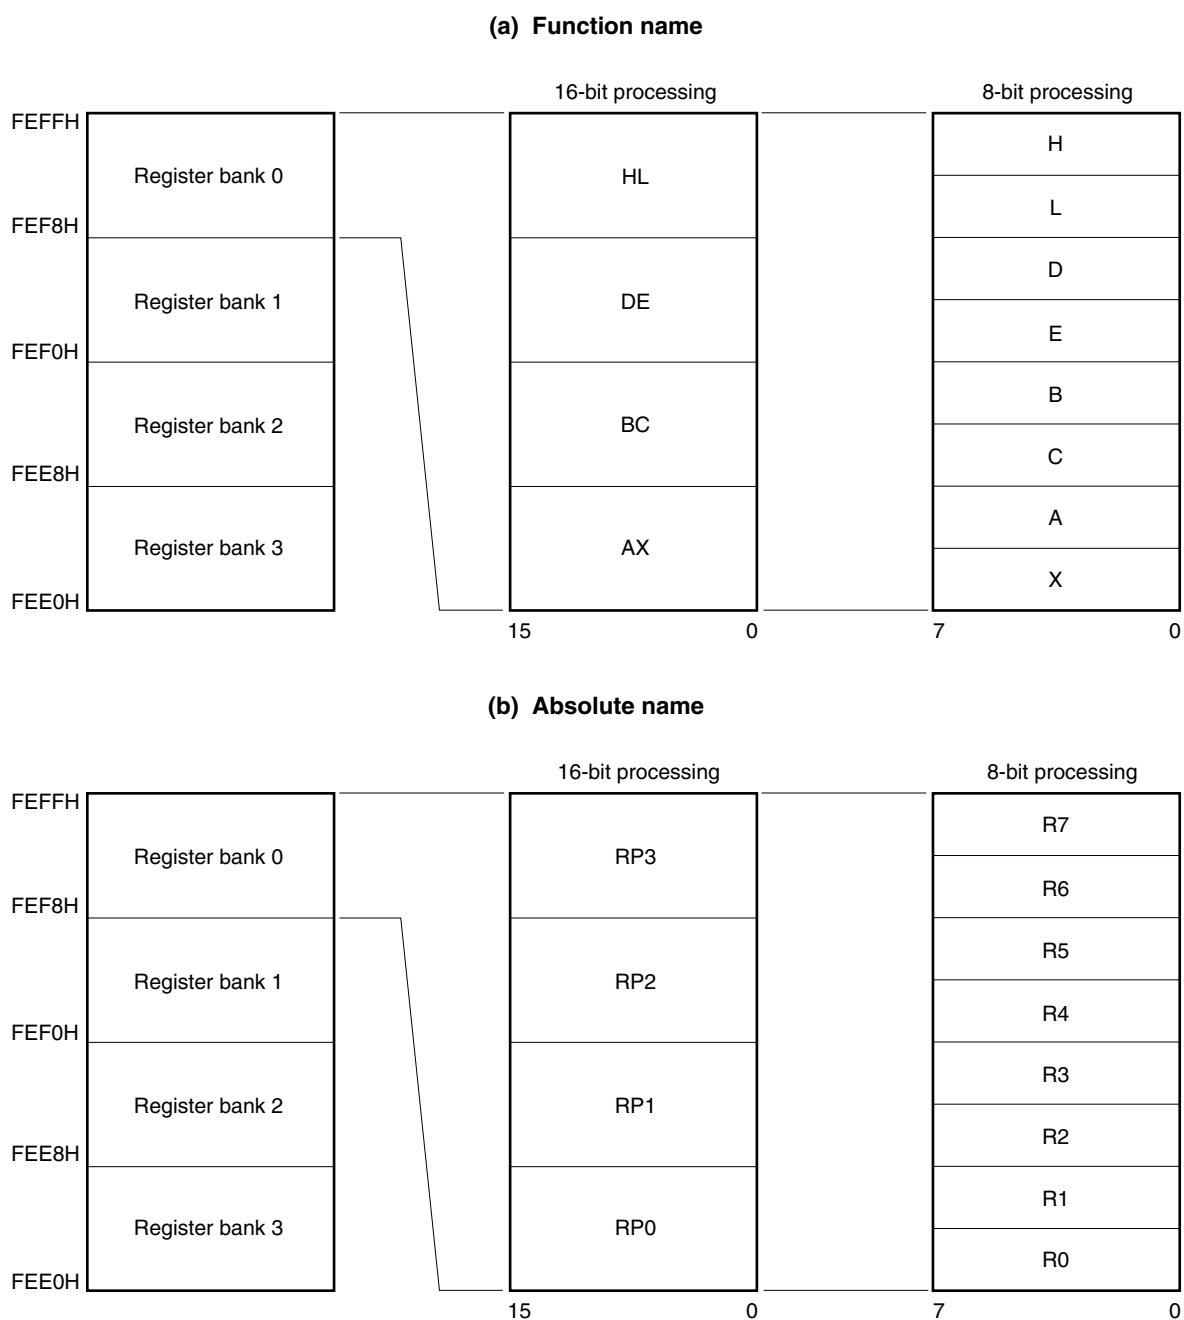 (a) Function name
16-bit processing 8-bit processing
FEFFH
H
Register bank 0 HL
L
FEF8H
D
Register bank 1 DE
E
FEF0H
B
Register bank 2 BC
C
FEE8H
A
Register bank 3 AX
X
FEE0H
15 0 7 0
(b) Absolute name
16-bit processing 8-bit processing
FEFFH
R7
Register bank 0 RP3
R6
FEF8H
R5
Register bank 1 RP2
R4
FEF0H
R3
Register bank 2 RP1
R2
FEE8H
R1
Register bank 3 RP0
R0
FEE0H
15 0 7 0